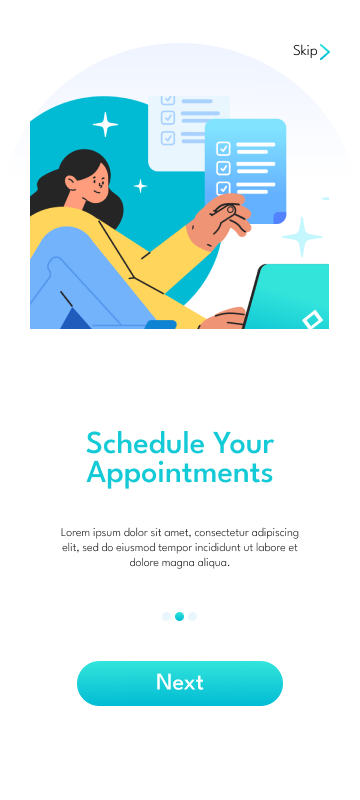 Skip
Schedule Your
Appointments
Lorem ipsum dolor sit amet, consectetur adipiscing
elit, sed do eiusmod tempor incididunt ut labore et
dolore magna aliqua.
Next